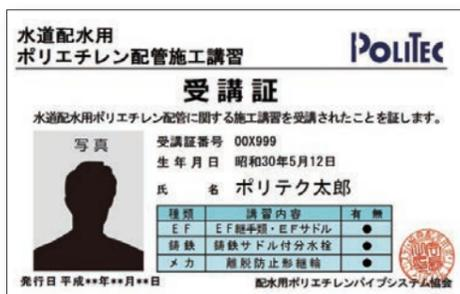 水道配水用
ポリエチレン配管施工講習
POLITEC
受講証
水道配水用ポリエチレン配管に関する施工講習を受講されたことを証します。
写真
受講証番号 00X999
生年月日 昭和30年5月12日
氏名 ポリテク太郎
種類 講習内容 有無
EF EF継手類・EFサドル ●
鋳鉄 鋳鉄サドル付分水栓 ●
メカ 離脱防止形継輪 ●
発行日 平成**年**月**日
配水用ポリエチレンパイプシステム協会